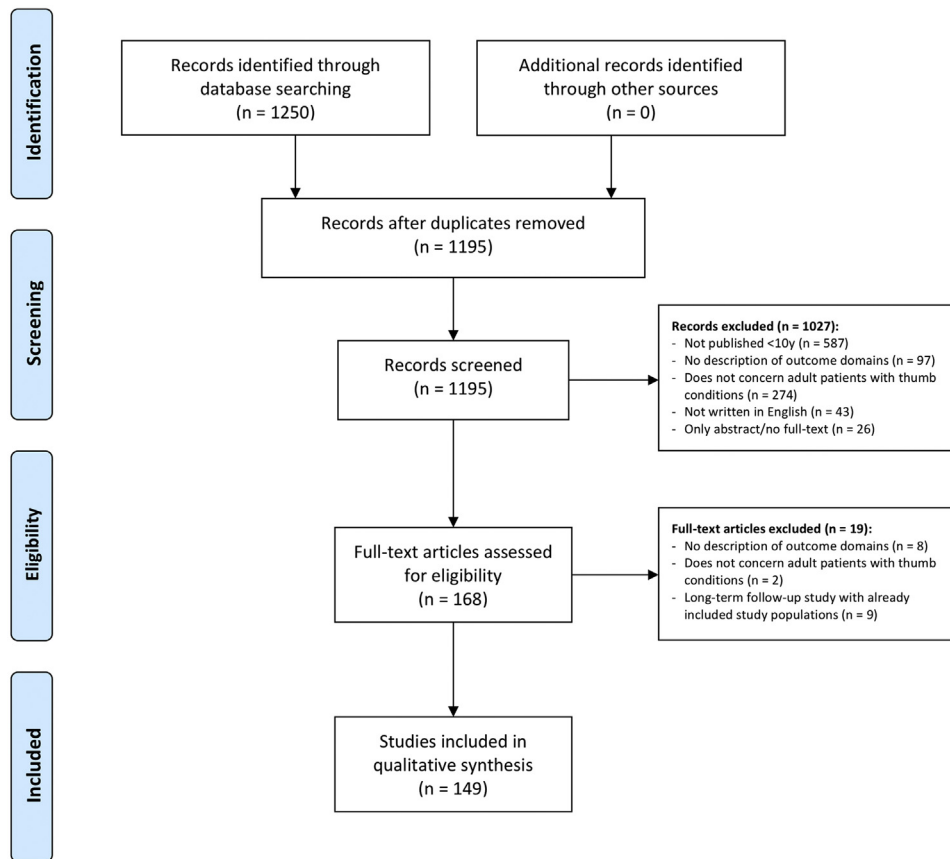 Identification
Records identified through
database searching
(n = 1250)
Additional records identified
through other sources
(n = 0)
Records after duplicates removed
(n = 1195)
Screening
Records screened
(n = 1195)
Records excluded (n = 1027):
- Not published <10y (n = 587)
- No description of outcome domains (n = 97)
- Does not concern adult patients with thumb
conditions (n = 274)
- Not written in English (n = 43)
- Only abstract/no full-text (n = 26)
Eligibility
Full-text articles assessed
for eligibility
(n = 168)
Full-text articles excluded (n = 19):
- No description of outcome domains (n = 8)
- Does not concern adult patients with thumb
conditions (n = 2)
- Long-term follow-up study with already
included study populations (n = 9)
Included
Studies included in
qualitative synthesis
(n = 149)